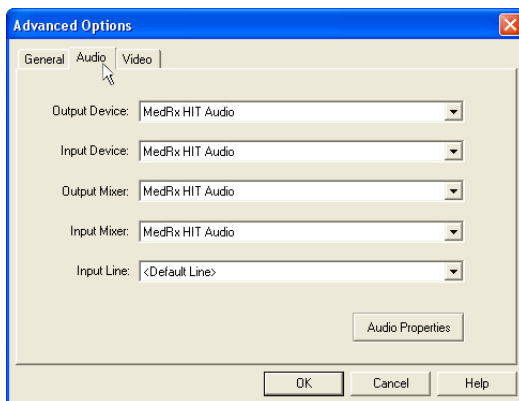 Advanced Options
General Audio Video
Output Device: MedRx HIT Audio
Input Device: MedRx HIT Audio
Output Mixer: MedRx HIT Audio
Input Mixer: MedRx HIT Audio
Input Line: <Default Line>
Audio Properties
OK Cancel Help